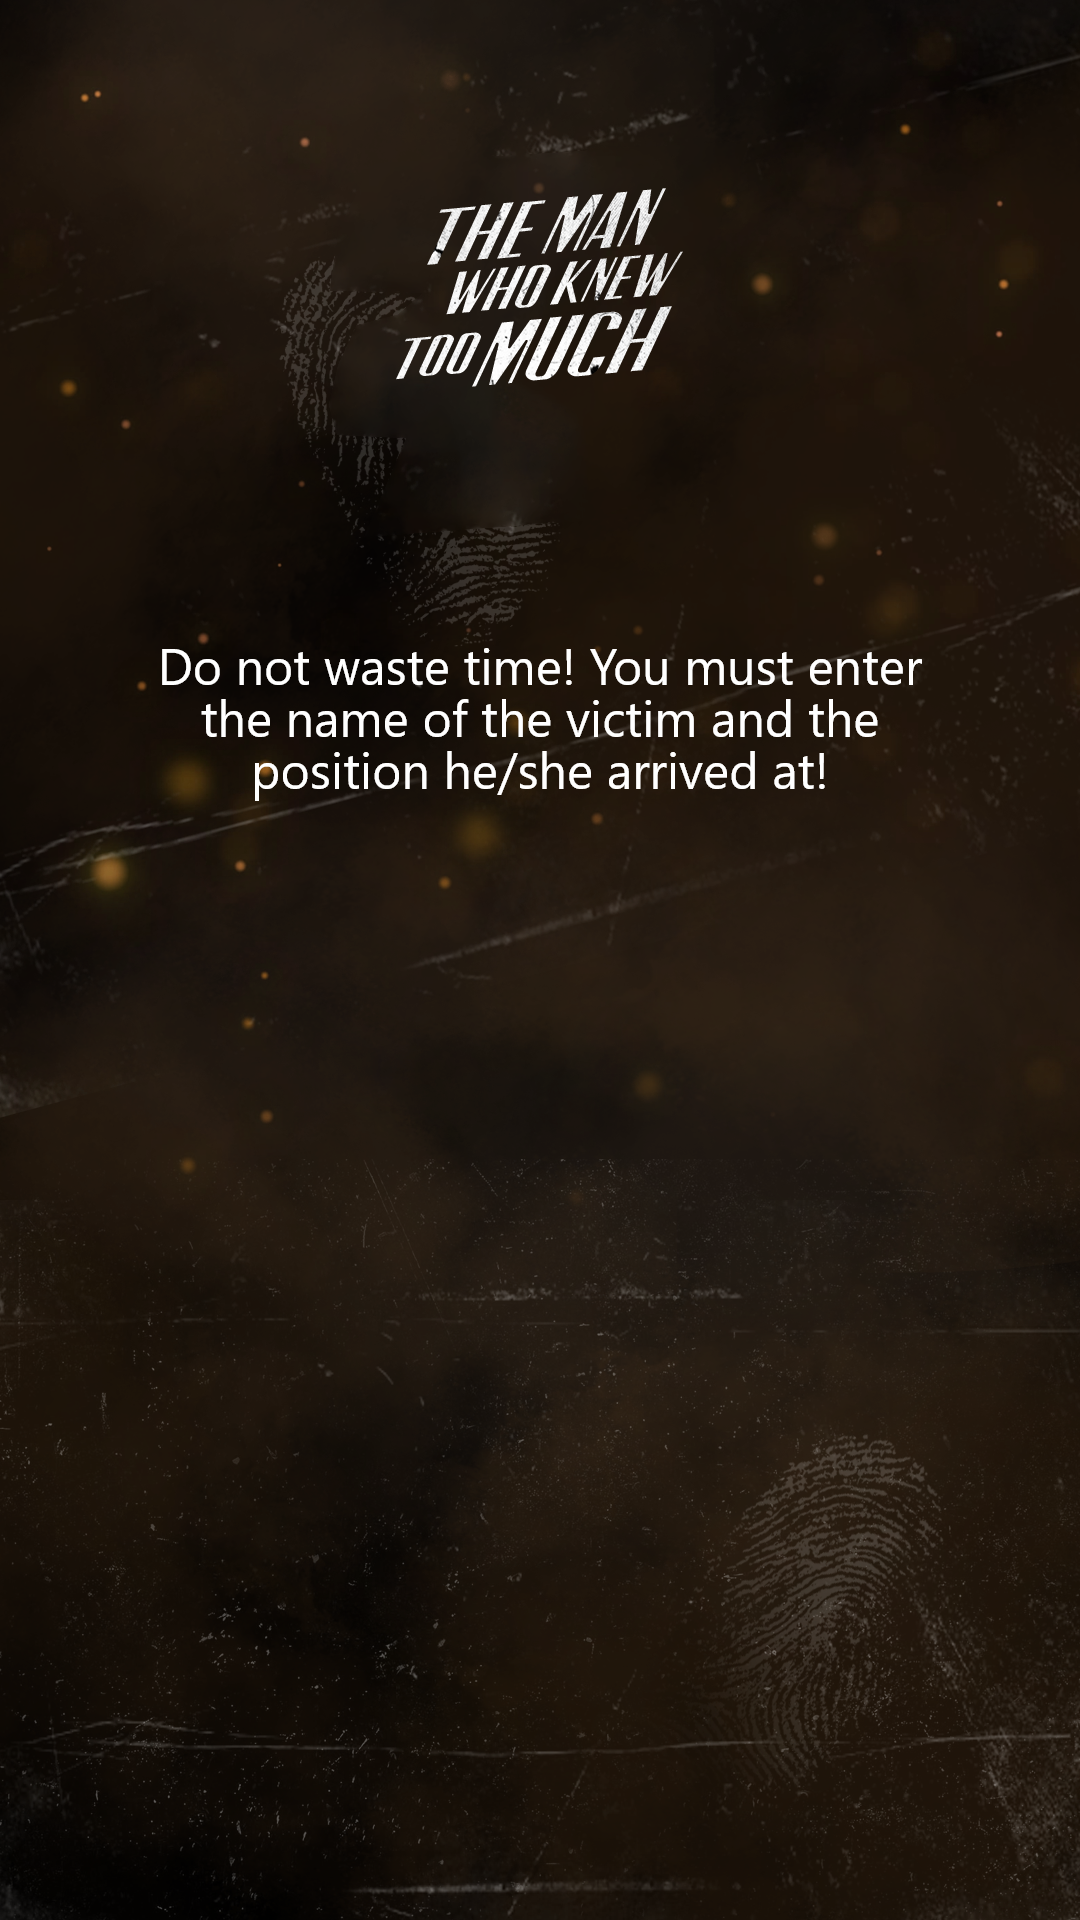 THE MAN
WHO KNEW
TOO MUCH
Do not waste time! You must enter
the name of the victim and the
position he/she arrived at!